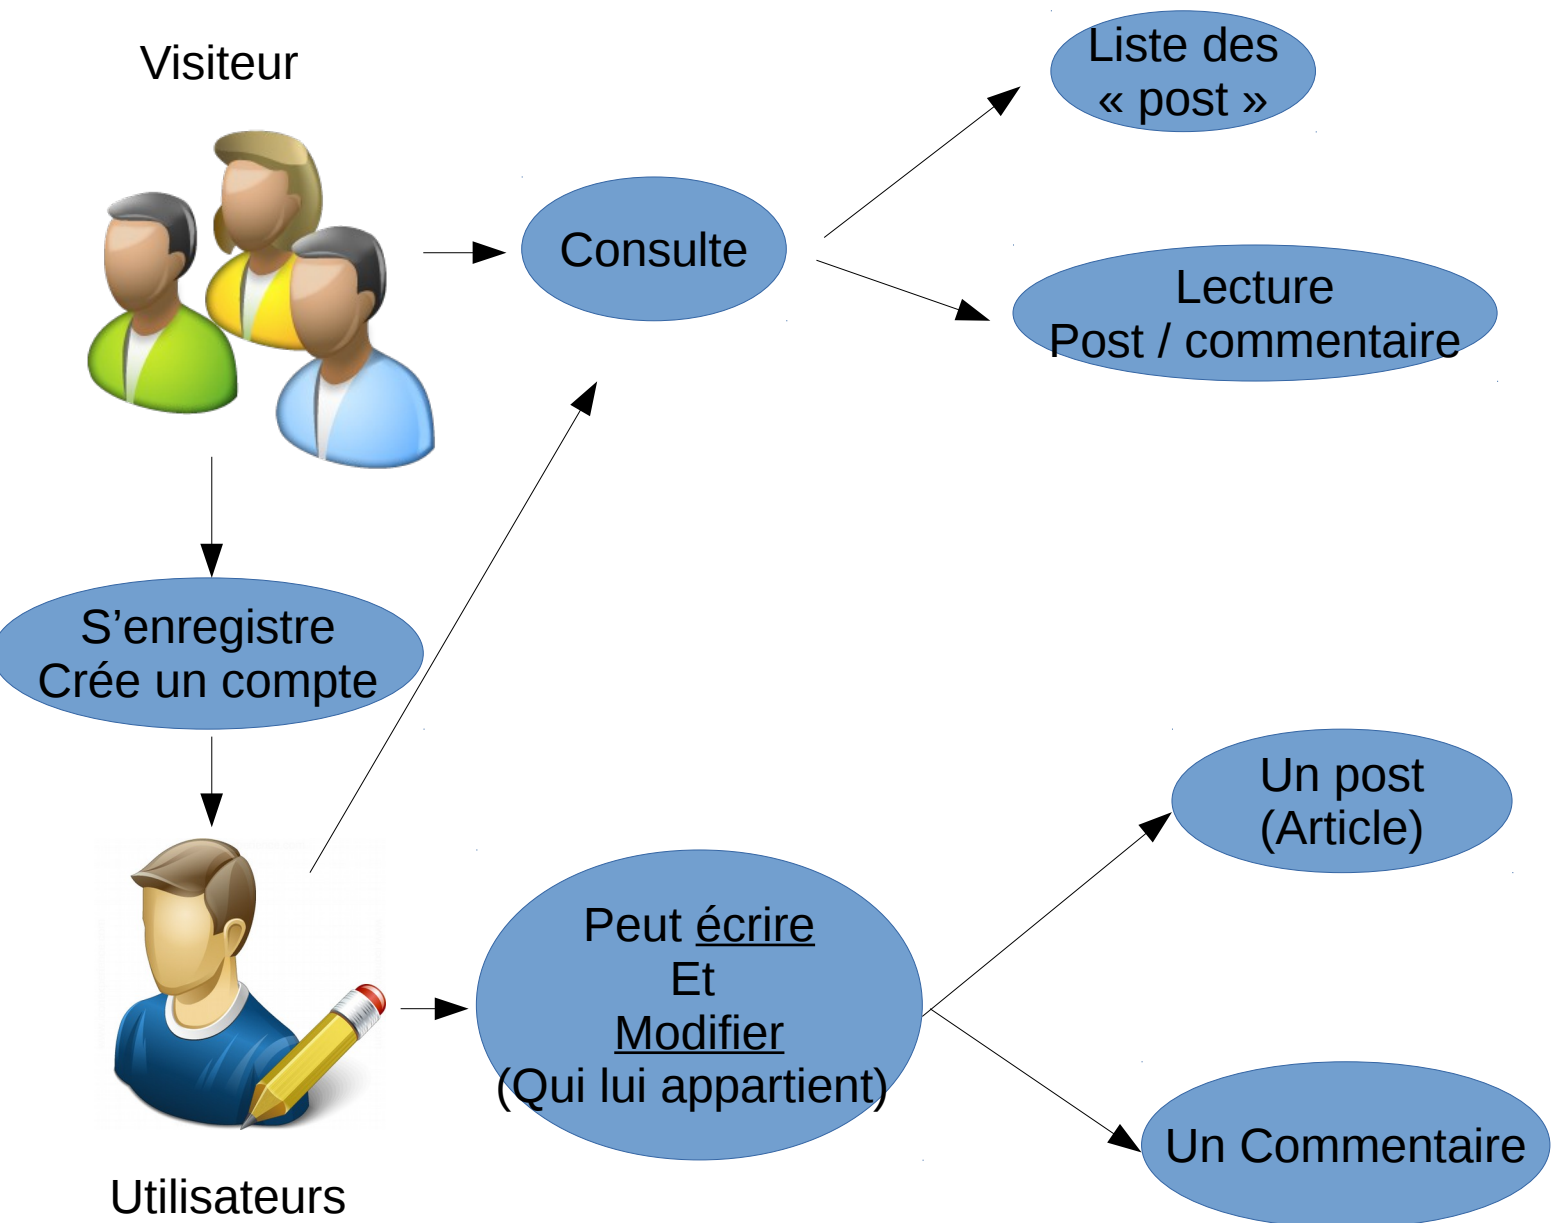 Visiteur
Liste des
« post »
Consulte
Lecture
Post / commentaire
S’enregistre
Crée un compte
Peut écrire
Et
Modifier
(Qui lui appartient)
Un post
(Article)
Un Commentaire
Utilisateurs